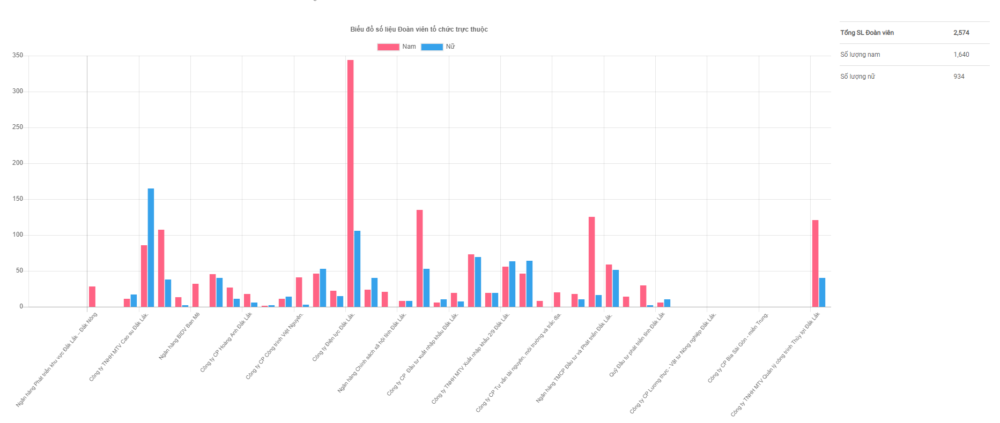 Biểu đồ số liệu Đoàn viên tổ chức trực thuộc
Nam Nữ
350
300
250
200
150
100
50
0
Ngân hàng Phát triển khu vực Đắk Lắk – Đắk Nông
Công ty TNHH MTV Cao su Đắk Lắk.
Ngân hàng BIDV Ban Mê
Công ty CP Hoàng Anh Đắk Lắk
Công ty CP Công trình Việt Nguyên.
Công ty Điện lực Đắk Lắk.
Ngân hàng Chính sách xã hội tỉnh Đắk Lắk.
Công ty CP Đầu tư xuất nhập khẩu Đắk Lắk.
Công ty TNHH MTV Xuất nhập khẩu 2/9 Đắk Lắk.
Công ty CP Tư vấn tài nguyên, môi trường và trắc địa.
Ngân hàng TMCP Đầu tư và Phát triển Đắk Lắk.
Quỹ Đầu tư phát triển tỉnh Đắk Lắk
Công ty CP Lương thực - Vật tư Nông nghiệp Đắk Lắk.
Công ty CP Bia Sài Gòn - miền Trung.
Công ty TNHH MTV Quản lý công trình Thủy lợi Đắk Lắk
Tổng SL Đoàn viên 2,574
Số lượng nam 1,640
Số lượng nữ 934